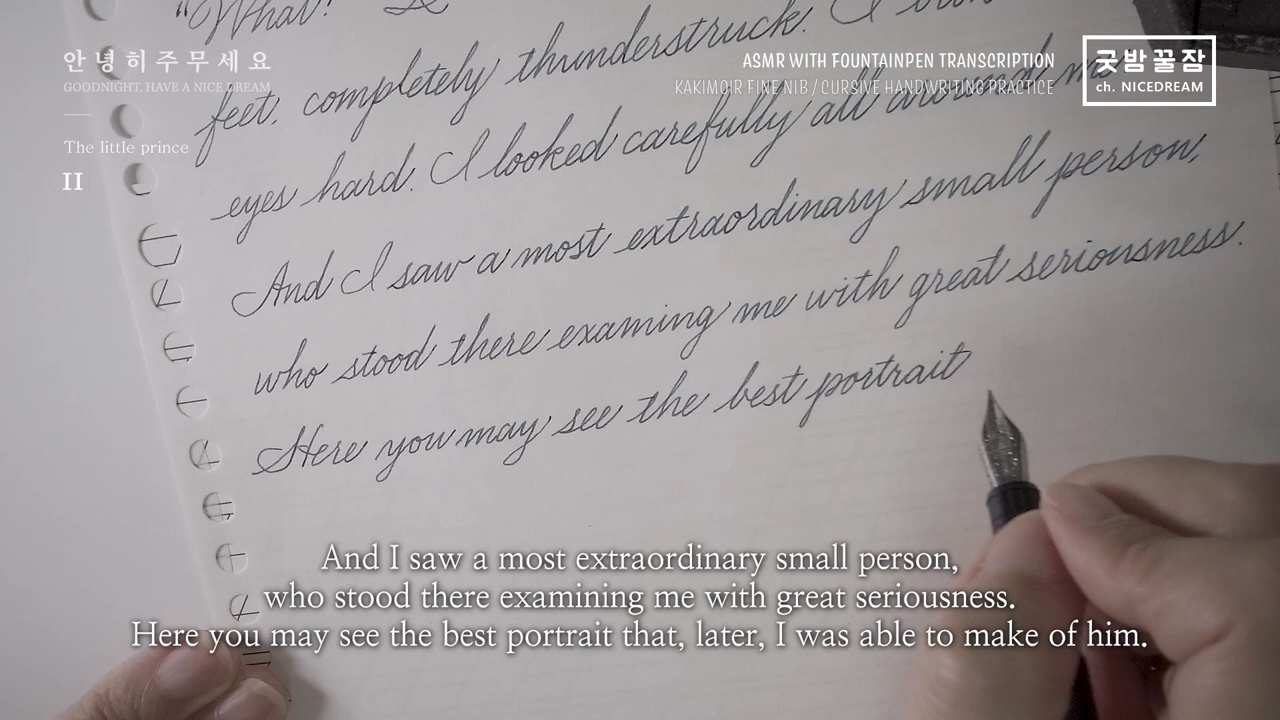 안녕히주무세요
GOODNIGHT, HAVE A NICE DREAM
The little prince
II
ASMR WITH FOUNTAINPEN TRANSCRIPTION
KAKIMOIR FINE NIB / CURSIVE HANDWRITING PRACTICE
굿밤꿀잠
ch. NICEDREAM
"What!"
feet, completely thunderstruck. I
eyes hard. I looked carefully all around me
And I saw a most extraordinary small person,
who stood there examing me with great seriousness.
Here you may see the best portrait
And I saw a most extraordinary small person,
who stood there examining me with great seriousness.
Here you may see the best portrait that, later, I was able to make of him.